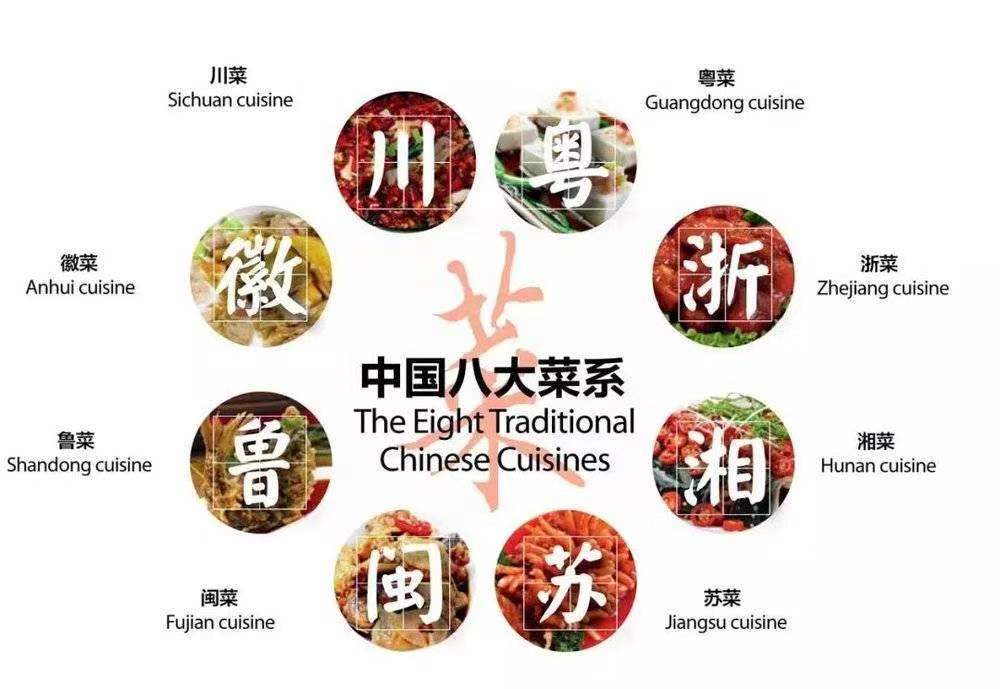 川菜
Sichuan cuisine
粤菜
Guangdong cuisine
川
粤
徽菜
Anhui cuisine
徽
浙
浙菜
Zhejiang cuisine
菜
中国八大菜系
The Eight Traditional
Chinese Cuisines
鲁菜
Shandong cuisine
鲁
湘
湘菜
Hunan cuisine
闽菜
Fujian cuisine
闽
苏
苏菜
Jiangsu cuisine